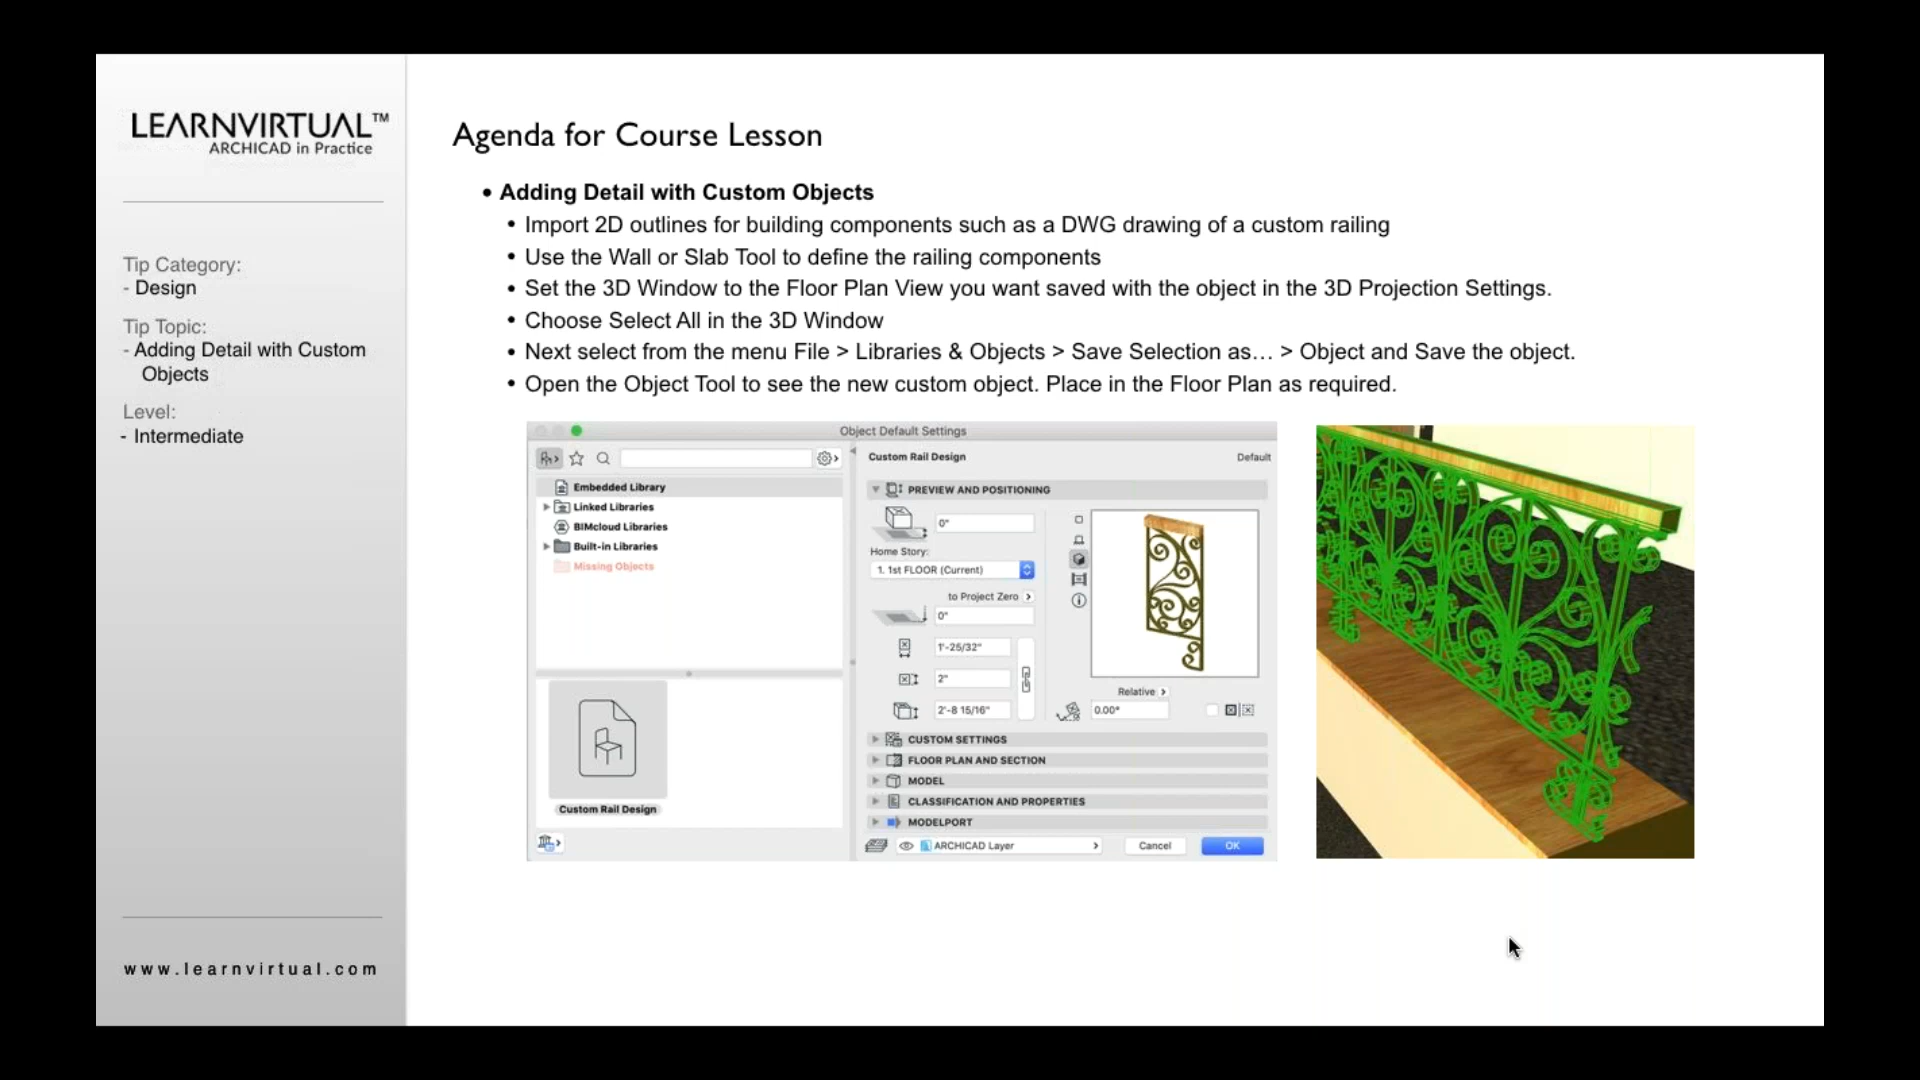 LEARNVIRTUAL™
ARCHICAD in Practice
Tip Category:
- Design
Tip Topic:
- Adding Detail with Custom
Objects
Level:
- Intermediate
www.learnvirtual.com
Agenda for Course Lesson
• Adding Detail with Custom Objects
• Import 2D outlines for building components such as a DWG drawing of a custom railing
• Use the Wall or Slab Tool to define the railing components
• Set the 3D Window to the Floor Plan View you want saved with the object in the 3D Projection Settings.
• Choose Select All in the 3D Window
• Next select from the menu File > Libraries & Objects > Save Selection as… > Object and Save the object.
• Open the Object Tool to see the new custom object. Place in the Floor Plan as required.
Object Default Settings
Embedded Library
Linked Libraries
BIMcloud Libraries
Built-in Libraries
Missing Objects
Custom Rail Design
Custom Rail Design Default
PREVIEW AND POSITIONING
0"
Home Story:
1. 1st FLOOR (Current)
to Project Zero >
0"
1'-25/32"
2"
2'-8 15/16"
Relative >
0.00°
CUSTOM SETTINGS
FLOOR PLAN AND SECTION
MODEL
CLASSIFICATION AND PROPERTIES
MODELPORT
ARCHICAD Layer
Cancel
OK